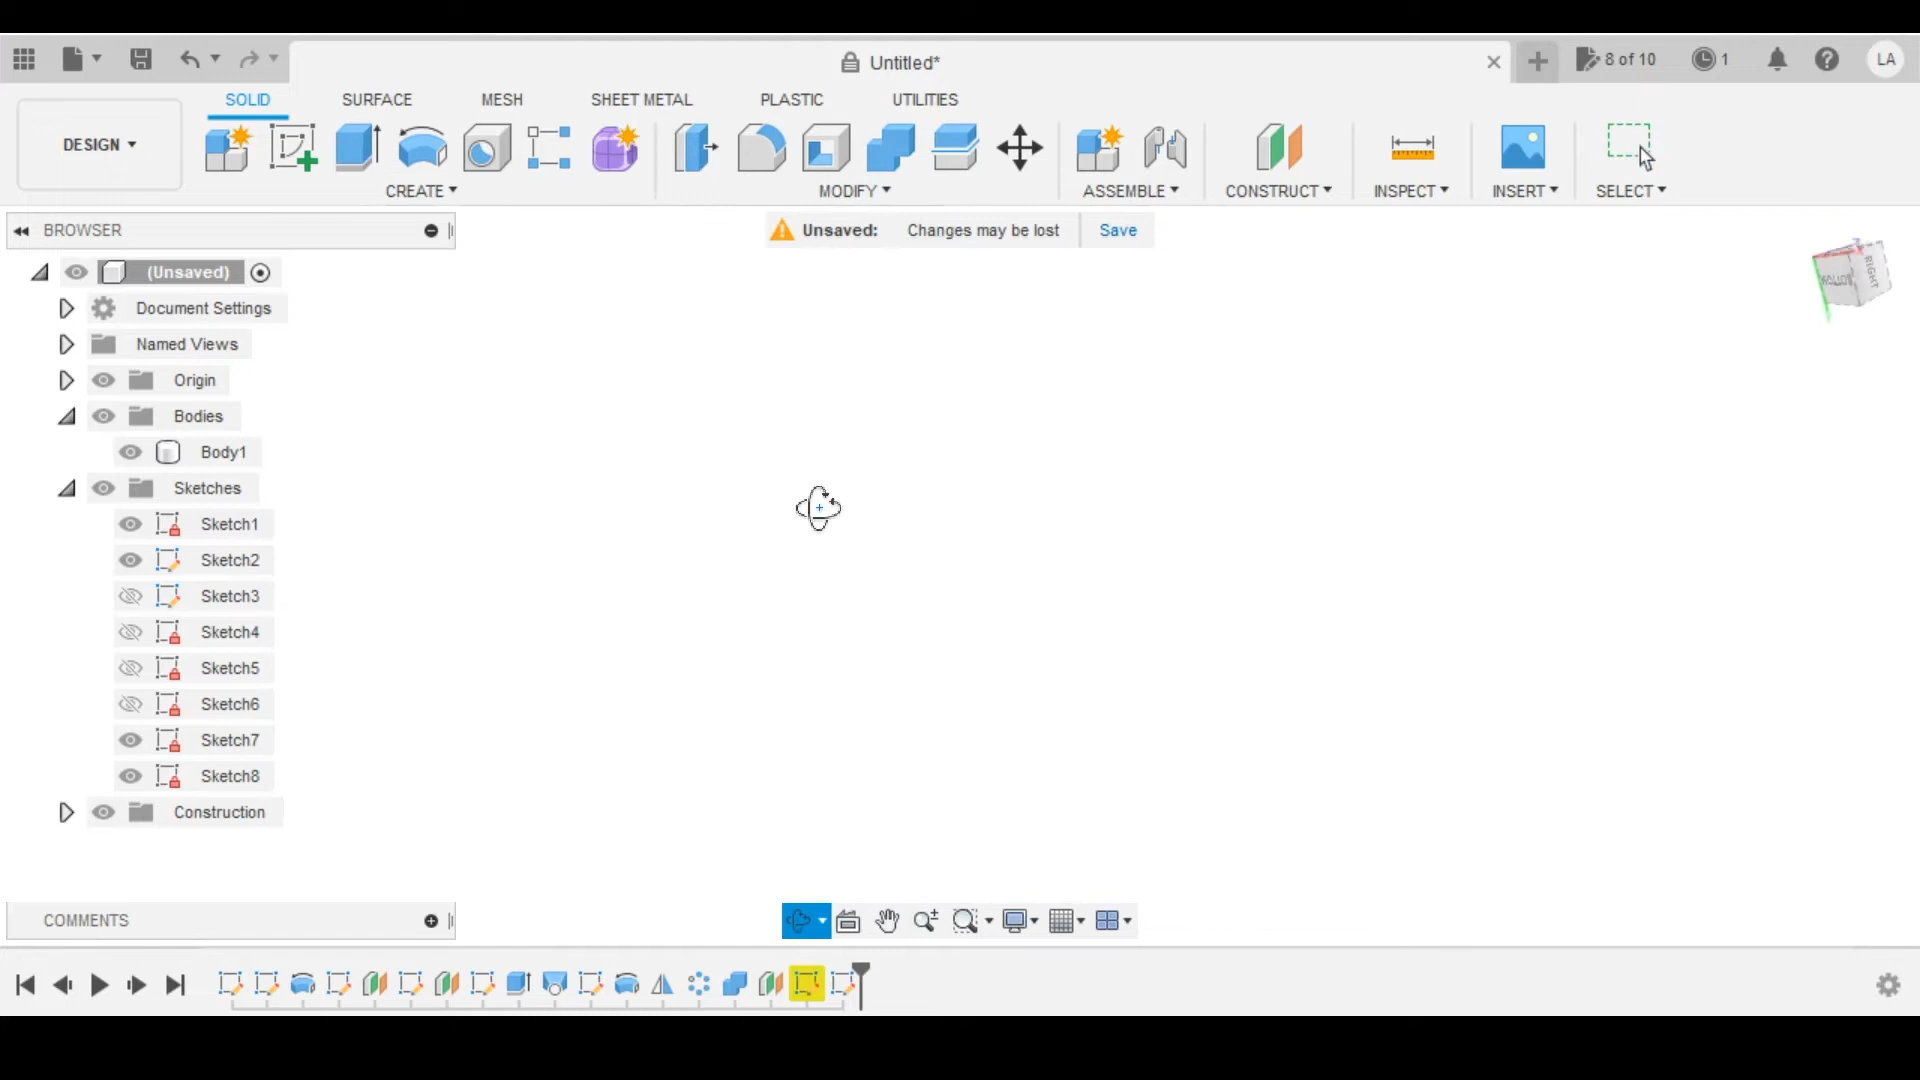 Untitled*
8 of 10
1
LA
SOLID
SURFACE
MESH
SHEET METAL
PLASTIC
UTILITIES
DESIGN
CREATE
MODIFY
ASSEMBLE
CONSTRUCT
INSPECT
INSERT
SELECT
BROWSER
Unsaved: Changes may be lost Save
(Unsaved)
Document Settings
Named Views
Origin
Bodies
Body1
Sketches
Sketch1
Sketch2
Sketch3
Sketch4
Sketch5
Sketch6
Sketch7
Sketch8
Construction
RIGHT
BOTTOM
COMMENTS